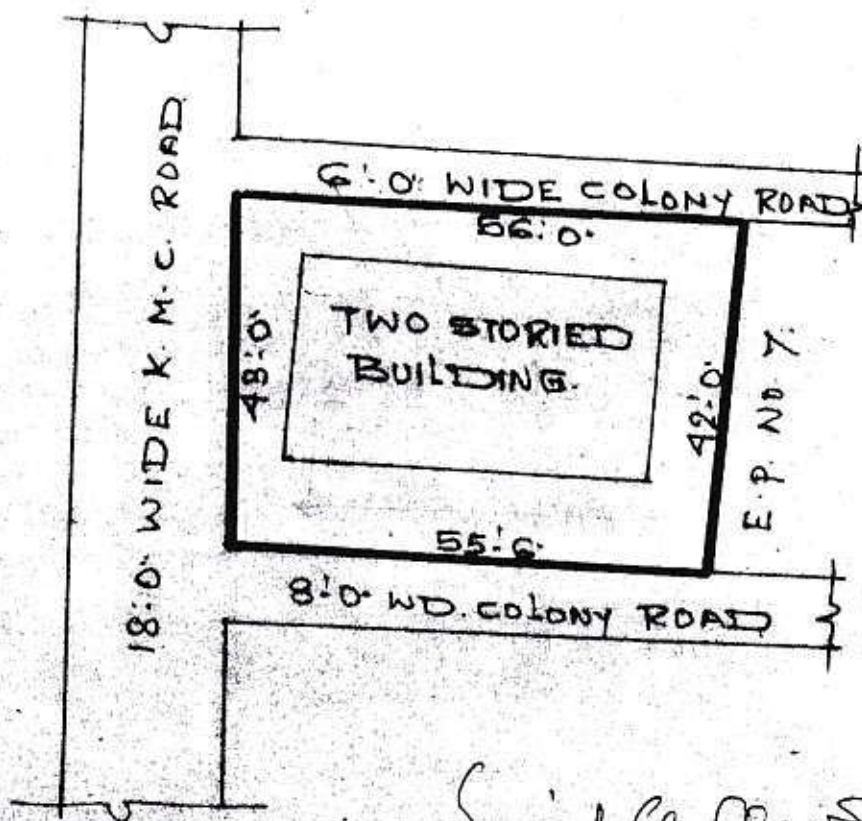 6'-0" WIDE COLONY ROAD
56'-0"
18'-0" WIDE K.M.C. ROAD
48'-0"
TWO STORIED
BUILDING.
42'-0"
E.P. NO 7.
55'-6"
8'-0" WD. COLONY ROAD